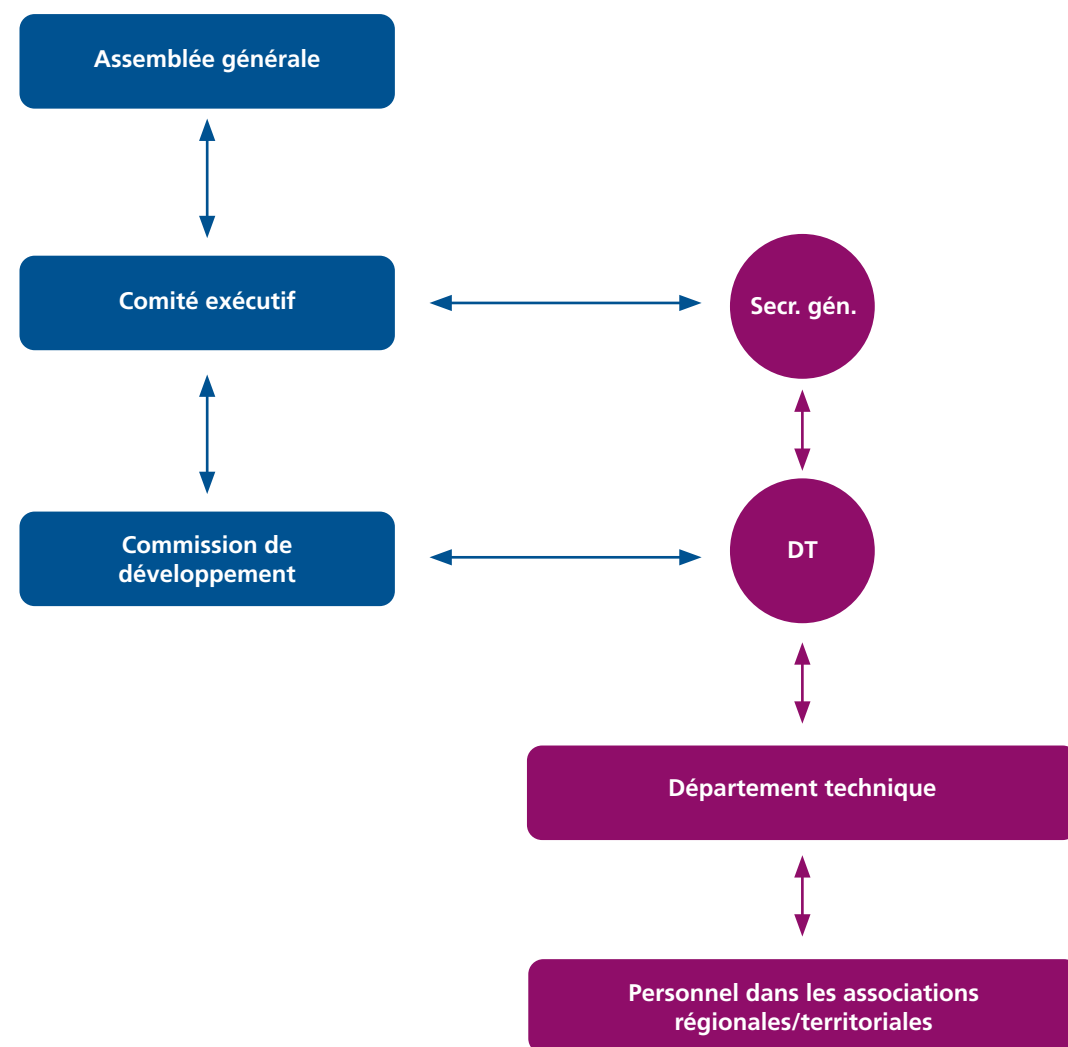 Assemblée générale
Comité exécutif
Secr. gén.
Commission de
développement
DT
Département technique
Personnel dans les associations
régionales/territoriales